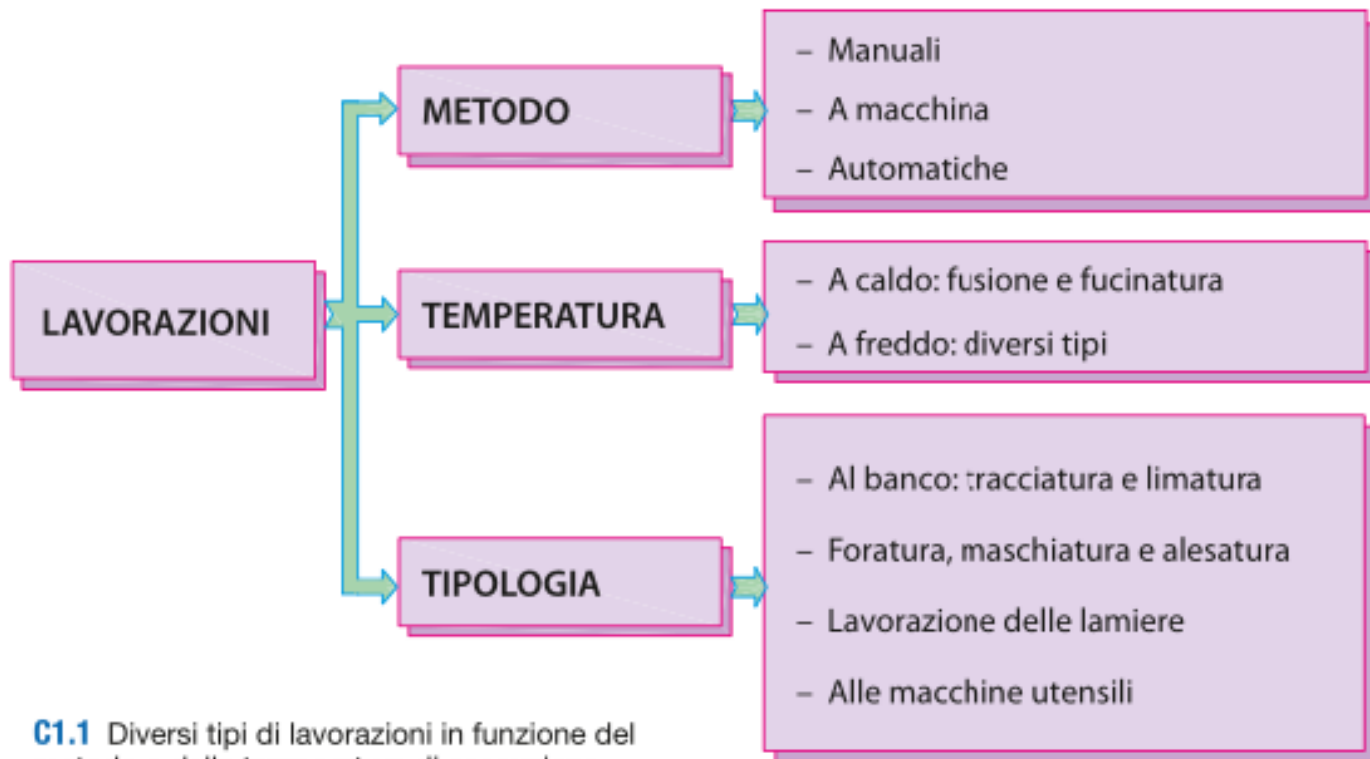 LAVORAZIONI
METODO
– Manuali
– A macchina
– Automatiche
TEMPERATURA
– A caldo: fusione e fucinatura
– A freddo: diversi tipi
TIPOLOGIA
– Al banco: tracciatura e limatura
– Foratura, maschiatura e alesatura
– Lavorazione delle lamiere
– Alle macchine utensili
C1.1 Diversi tipi di lavorazioni in funzione del